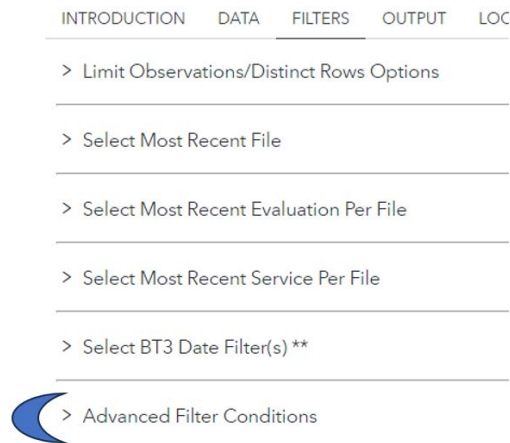 INTRODUCTION DATA FILTERS OUTPUT LOC
> Limit Observations/Distinct Rows Options
> Select Most Recent File
> Select Most Recent Evaluation Per File
> Select Most Recent Service Per File
> Select BT3 Date Filter(s) **
> Advanced Filter Conditions